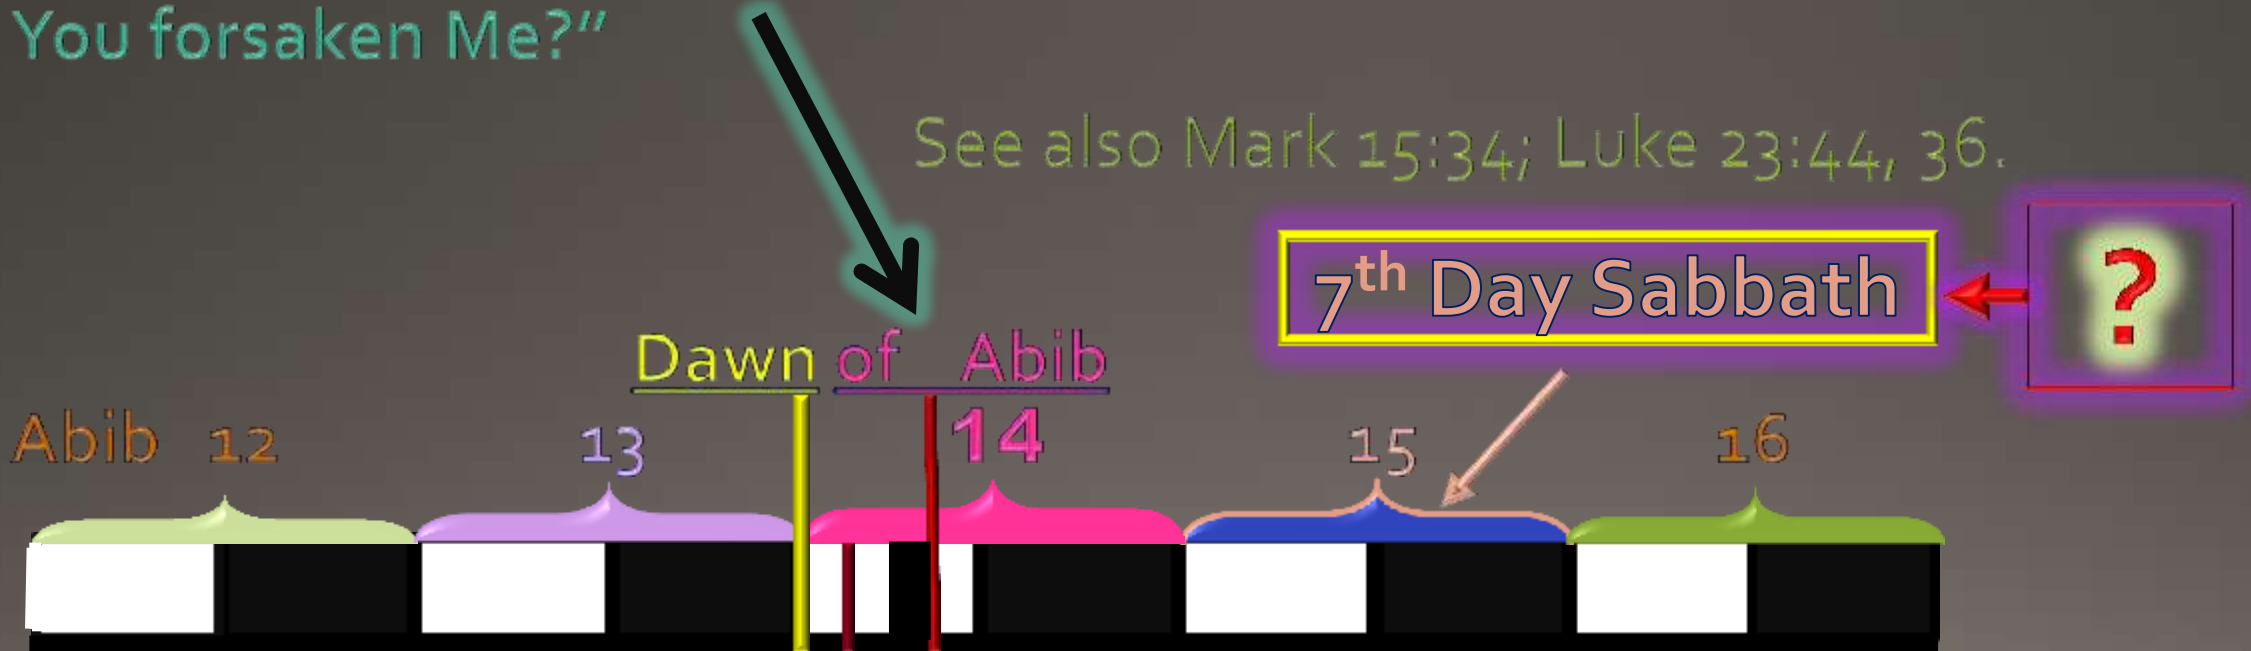 You forsaken Me?”
See also Mark 15:34; Luke 23:44, 36.
7th Day Sabbath
?
Dawn of Abib
Abib 12
13
14
15
16